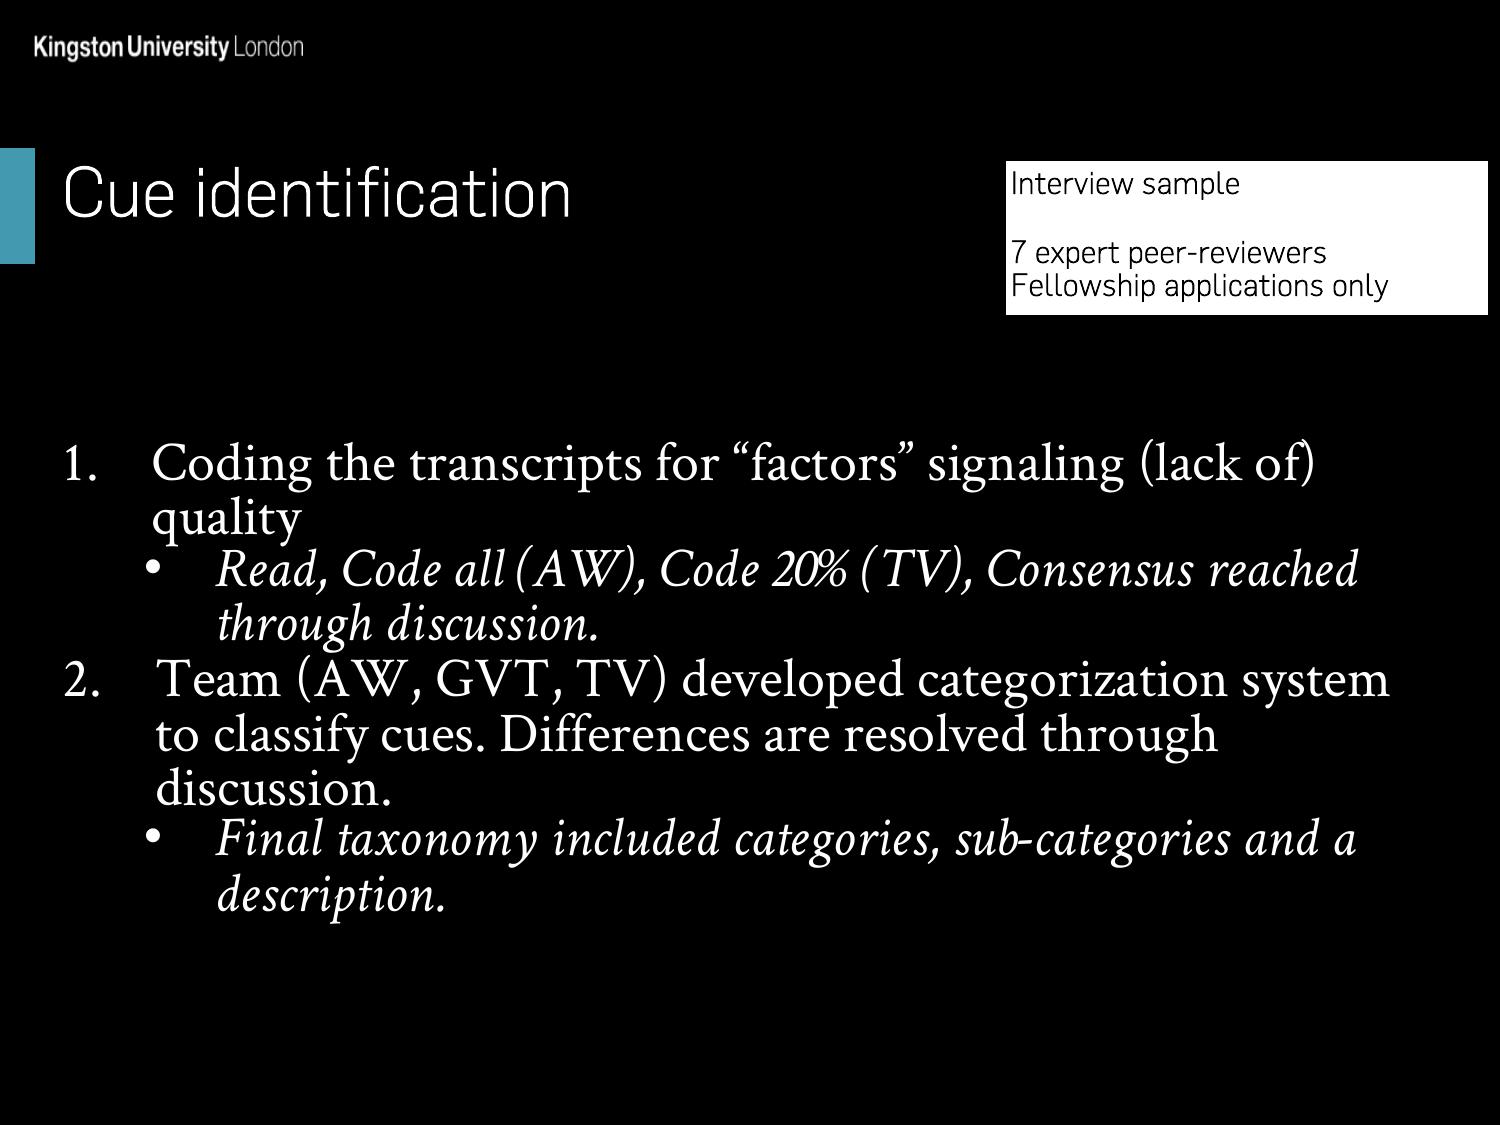 Kingston University London
Cue identification
Interview sample
7 expert peer-reviewers
Fellowship applications only
1. Coding the transcripts for “factors” signaling (lack of)
quality
• Read, Code all (AW), Code 20% (TV), Consensus reached
through discussion.
2. Team (AW, GVT, TV) developed categorization system
to classify cues. Differences are resolved through
discussion.
• Final taxonomy included categories, sub-categories and a
description.